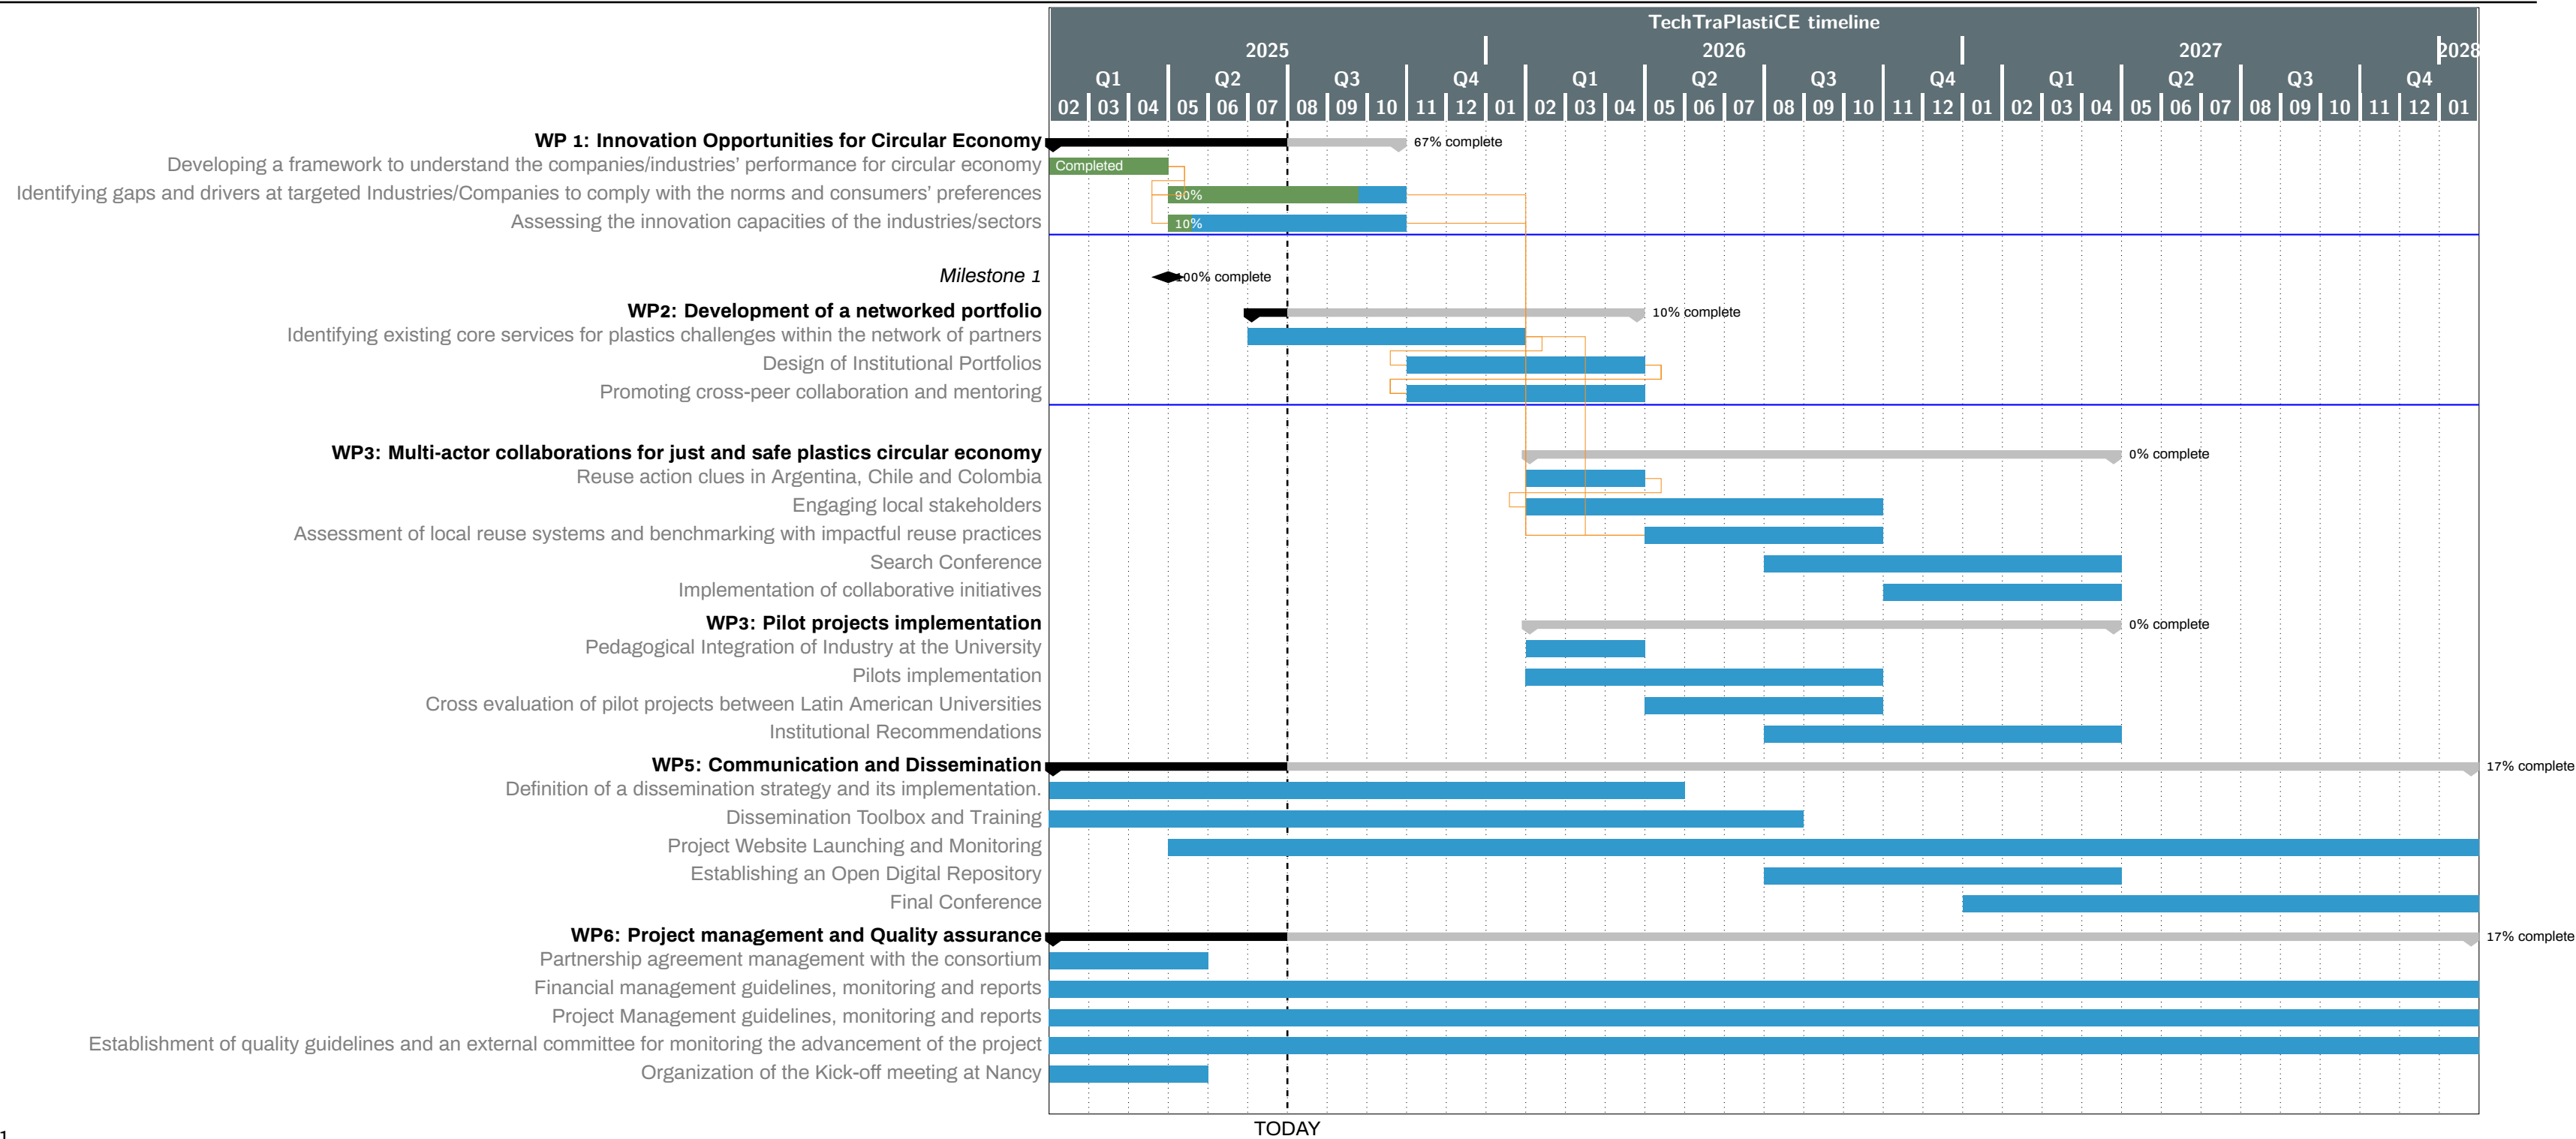 TechTraPlastiCE timeline
2025 2026 2027 2028
Q1 Q2 Q3 Q4 Q1 Q2 Q3 Q4 Q1 Q2 Q3 Q4
02 03 04 05 06 07 08 09 10 11 12 01 02 03 04 05 06 07 08 09 10 11 12 01 02 03 04 05 06 07 08 09 10 11 12 01
WP 1: Innovation Opportunities for Circular Economy 67% complete
Developing a framework to understand the companies/industries’ performance for circular economy Completed
Identifying gaps and drivers at targeted Industries/Companies to comply with the norms and consumers’ preferences 90%
Assessing the innovation capacities of the industries/sectors 10%
Milestone 1 100% complete
WP2: Development of a networked portfolio 10% complete
Identifying existing core services for plastics challenges within the network of partners
Design of Institutional Portfolios
Promoting cross-peer collaboration and mentoring
WP3: Multi-actor collaborations for just and safe plastics circular economy 0% complete
Reuse action clues in Argentina, Chile and Colombia
Engaging local stakeholders
Assessment of local reuse systems and benchmarking with impactful reuse practices
Search Conference
Implementation of collaborative initiatives
WP3: Pilot projects implementation 0% complete
Pedagogical Integration of Industry at the University
Pilots implementation
Cross evaluation of pilot projects between Latin American Universities
Institutional Recommendations
WP5: Communication and Dissemination 17% complete
Definition of a dissemination strategy and its implementation.
Dissemination Toolbox and Training
Project Website Launching and Monitoring
Establishing an Open Digital Repository
Final Conference
WP6: Project management and Quality assurance 17% complete
Partnership agreement management with the consortium
Financial management guidelines, monitoring and reports
Project Management guidelines, monitoring and reports
Establishment of quality guidelines and an external committee for monitoring the advancement of the project
Organization of the Kick-off meeting at Nancy
TODAY
1